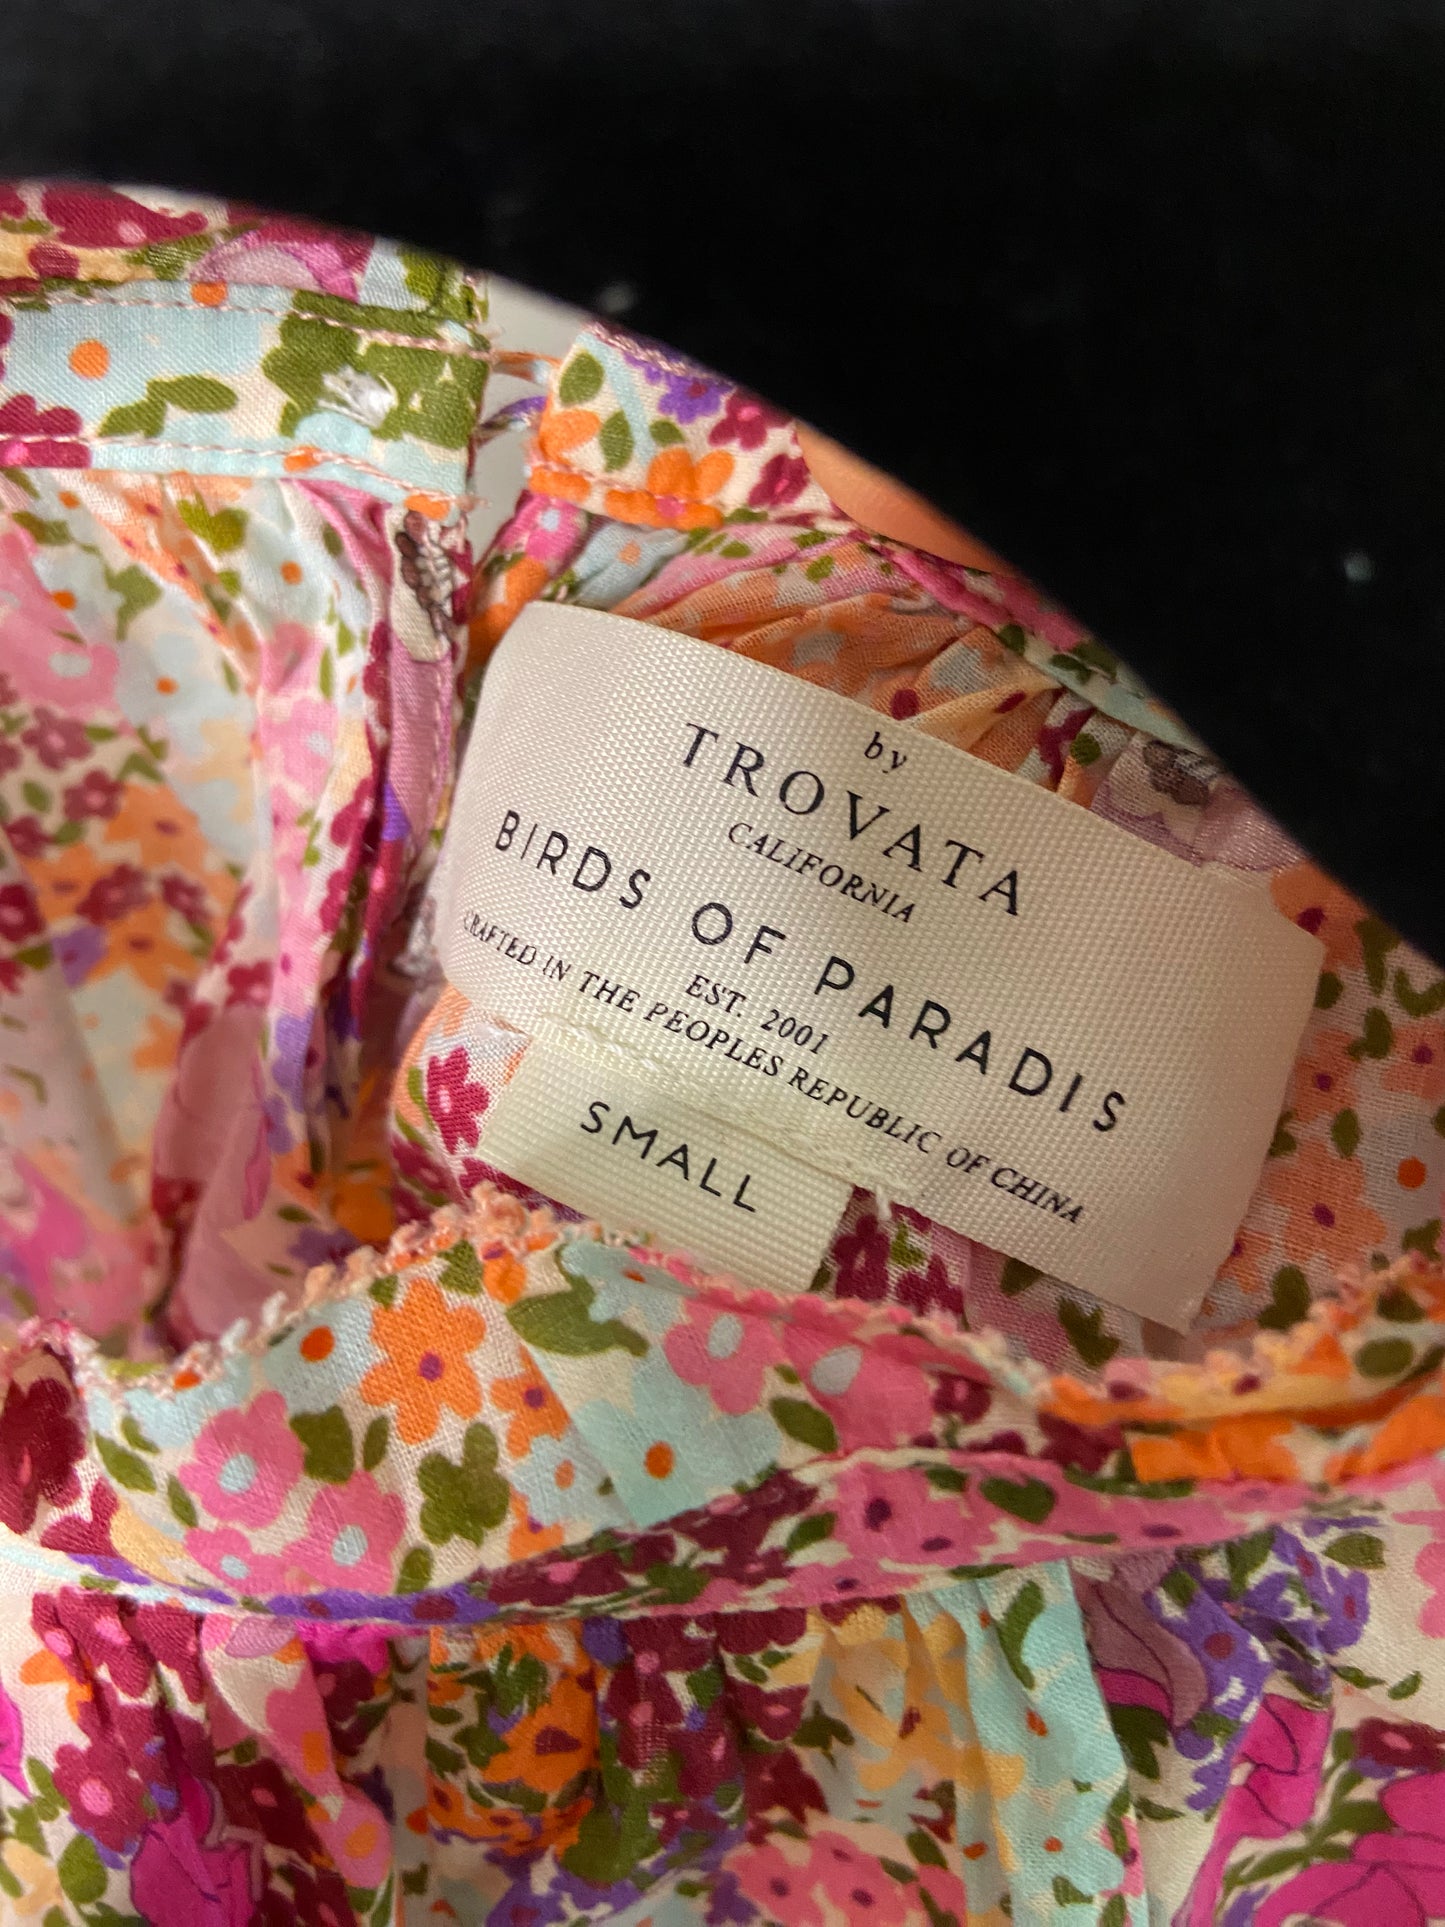 by
TROVATA
CALIFORNIA
BIRDS OF PARADIS
EST. 2001
CRAFTED IN THE PEOPLES REPUBLIC OF CHINA
SMALL